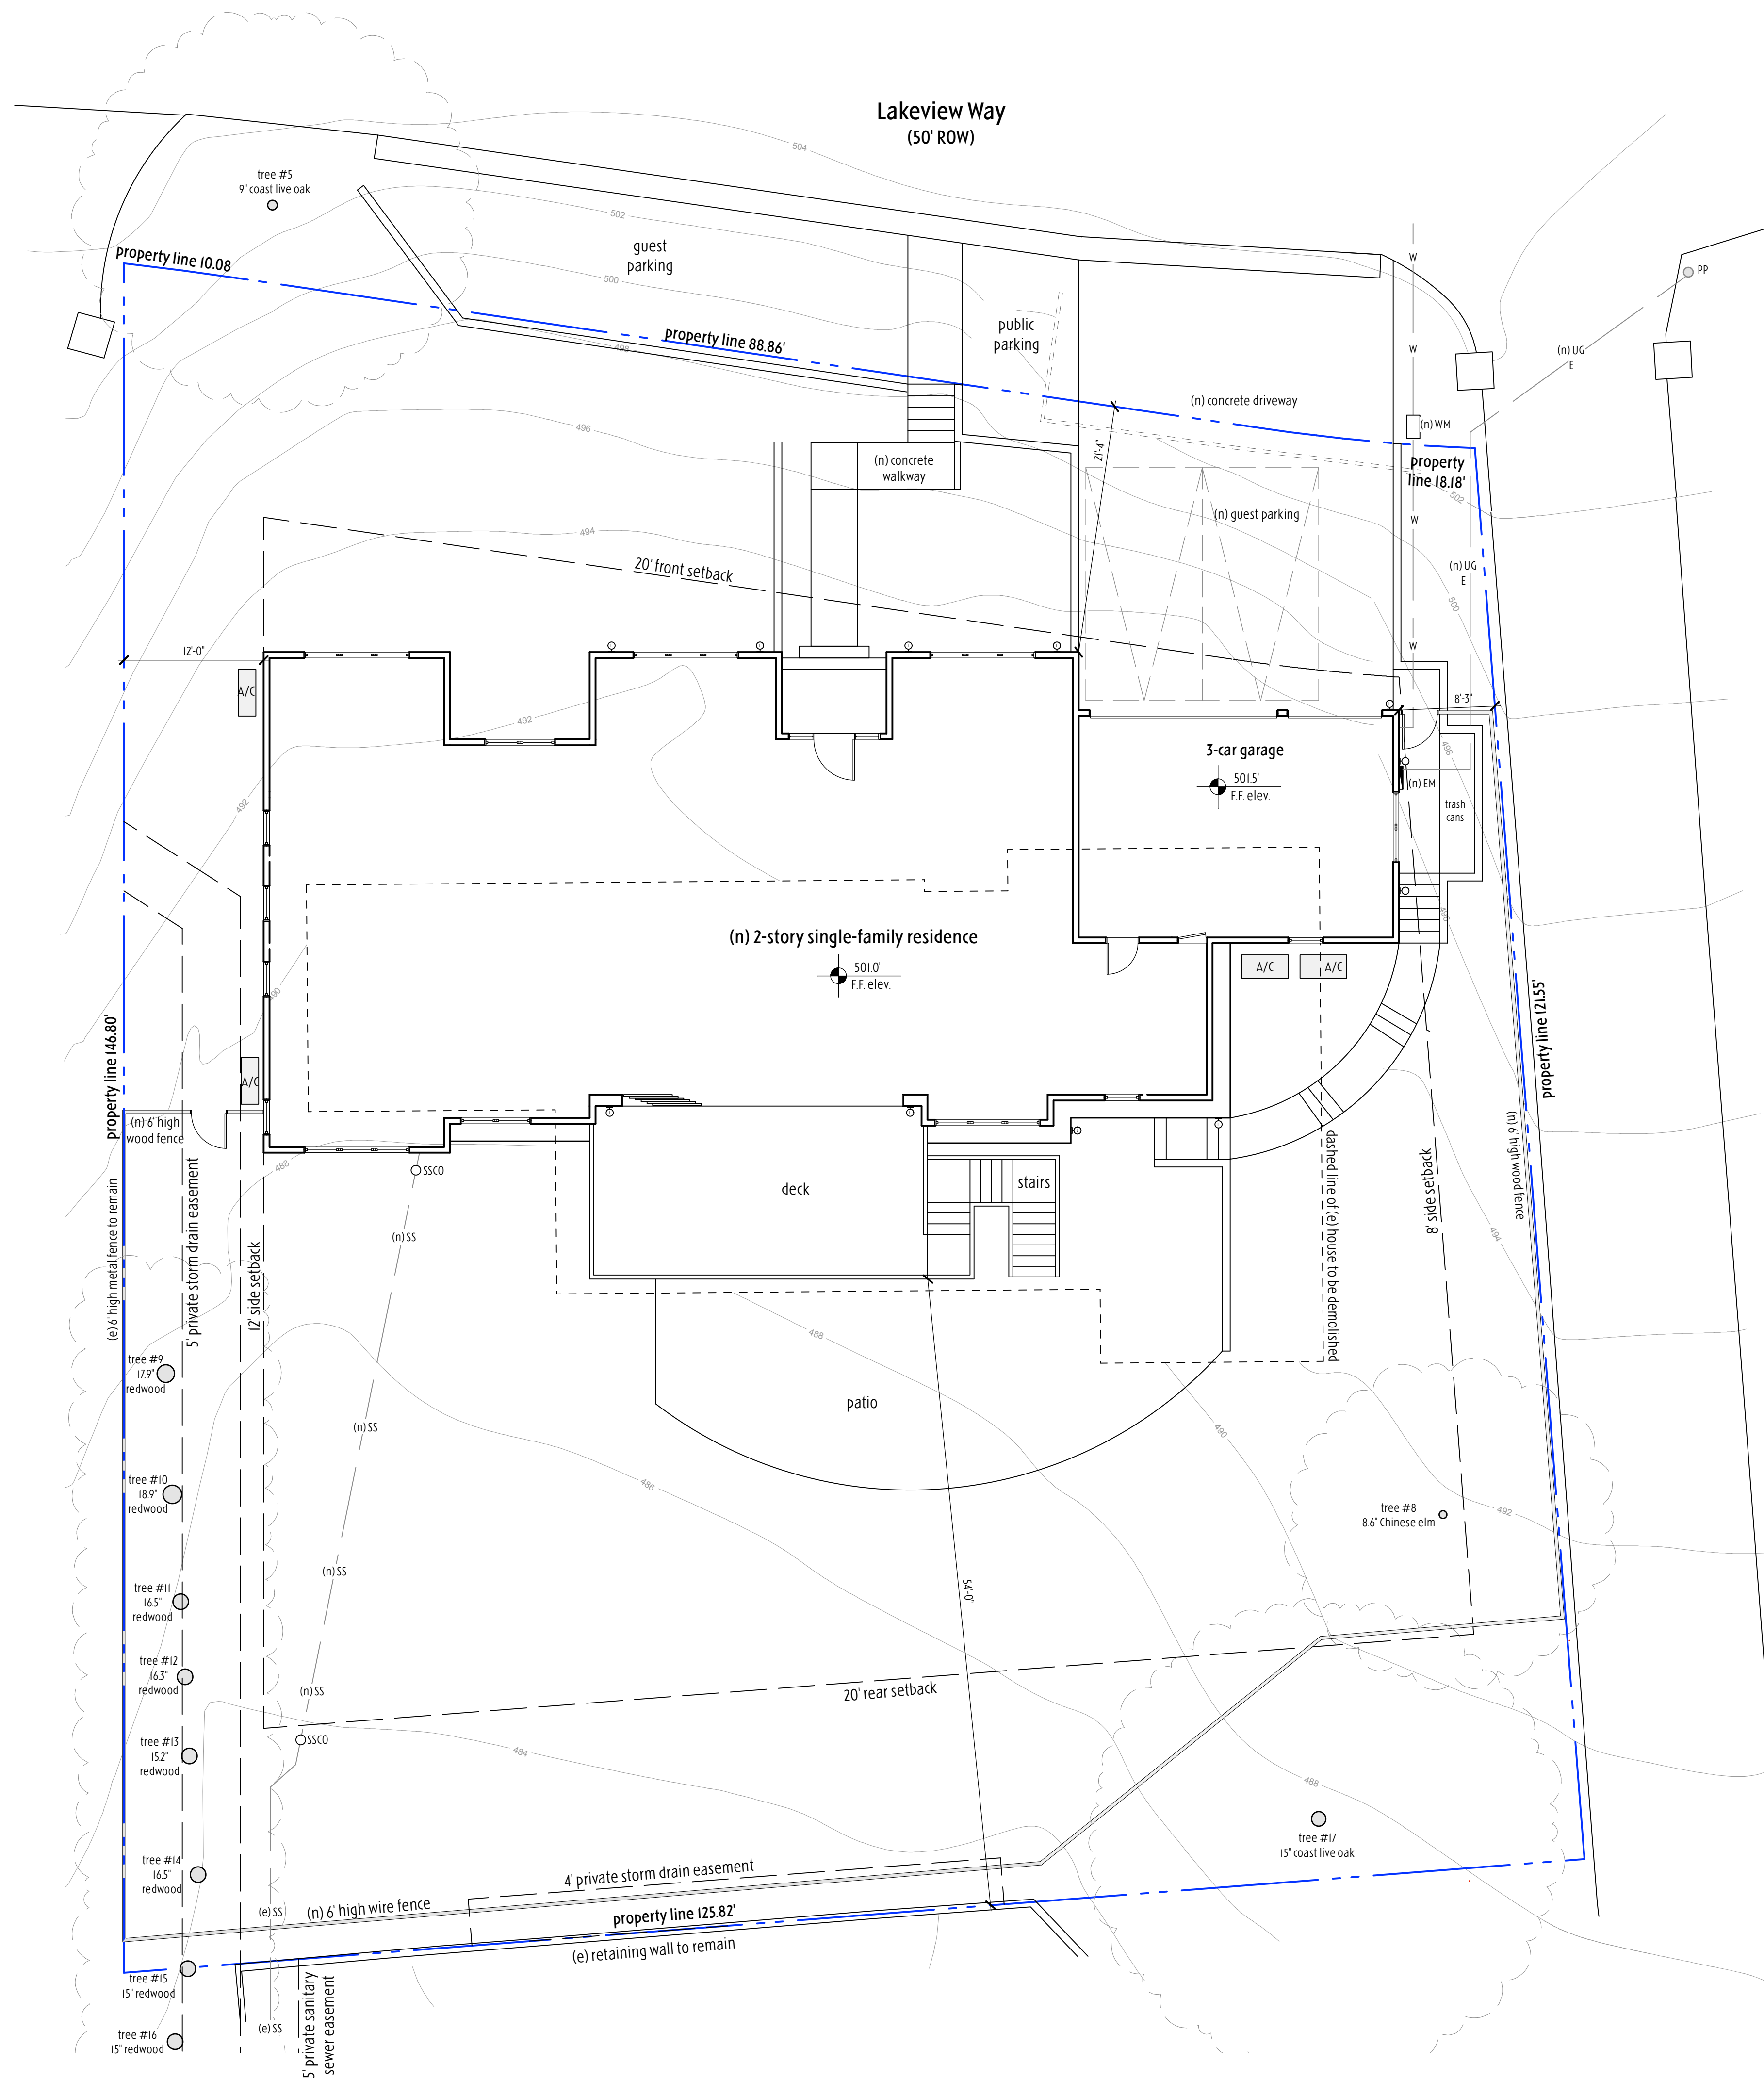 Lakeview Way
(50' ROW)
504
tree #5
9" coast live oak
502
guest
parking
property line 10.08
500
W
PP
public
parking
property line 88.86'
498
W
(n) UG
E
(n) concrete driveway
21'-4"
(n) WM
496
(n) concrete
walkway
property
line 18.18'
502
(n) guest parking
W
494
20' front setback
(n) UG
E
500
W
12'-0"
A/C
8'-3"
492
498
3-car garage
501.5'
F.F. elev.
(n) EM
trash
cans
492
496
(n) 2-story single-family residence
501.0'
F.F. elev.
A/C
A/C
490
property line 146.80'
property line 121.55'
A/C
(n) 6' high
wood fence
(n) 6' high wood fence
488
SSCO
deck
stairs
dashed line of (e) house to be demolished
8' side setback
(e) 6' high metal fence to remain
5' private storm drain easement
12' side setback
(n) SS
494
488
tree #9
17.9"
redwood
patio
(n) SS
490
486
tree #10
18.9"
redwood
tree #8
8.6" Chinese elm
492
(n) SS
54'-0"
tree #11
16.5"
redwood
tree #12
16.3"
redwood
(n) SS
20' rear setback
SSCO
tree #13
15.2"
redwood
484
488
tree #17
15" coast live oak
tree #14
16.5"
redwood
4' private storm drain easement
(e) SS
(n) 6' high wire fence
property line 125.82'
(e) retaining wall to remain
tree #15
15" redwood
5' private sanitary
sewer easement
(e) SS
tree #16
15" redwood